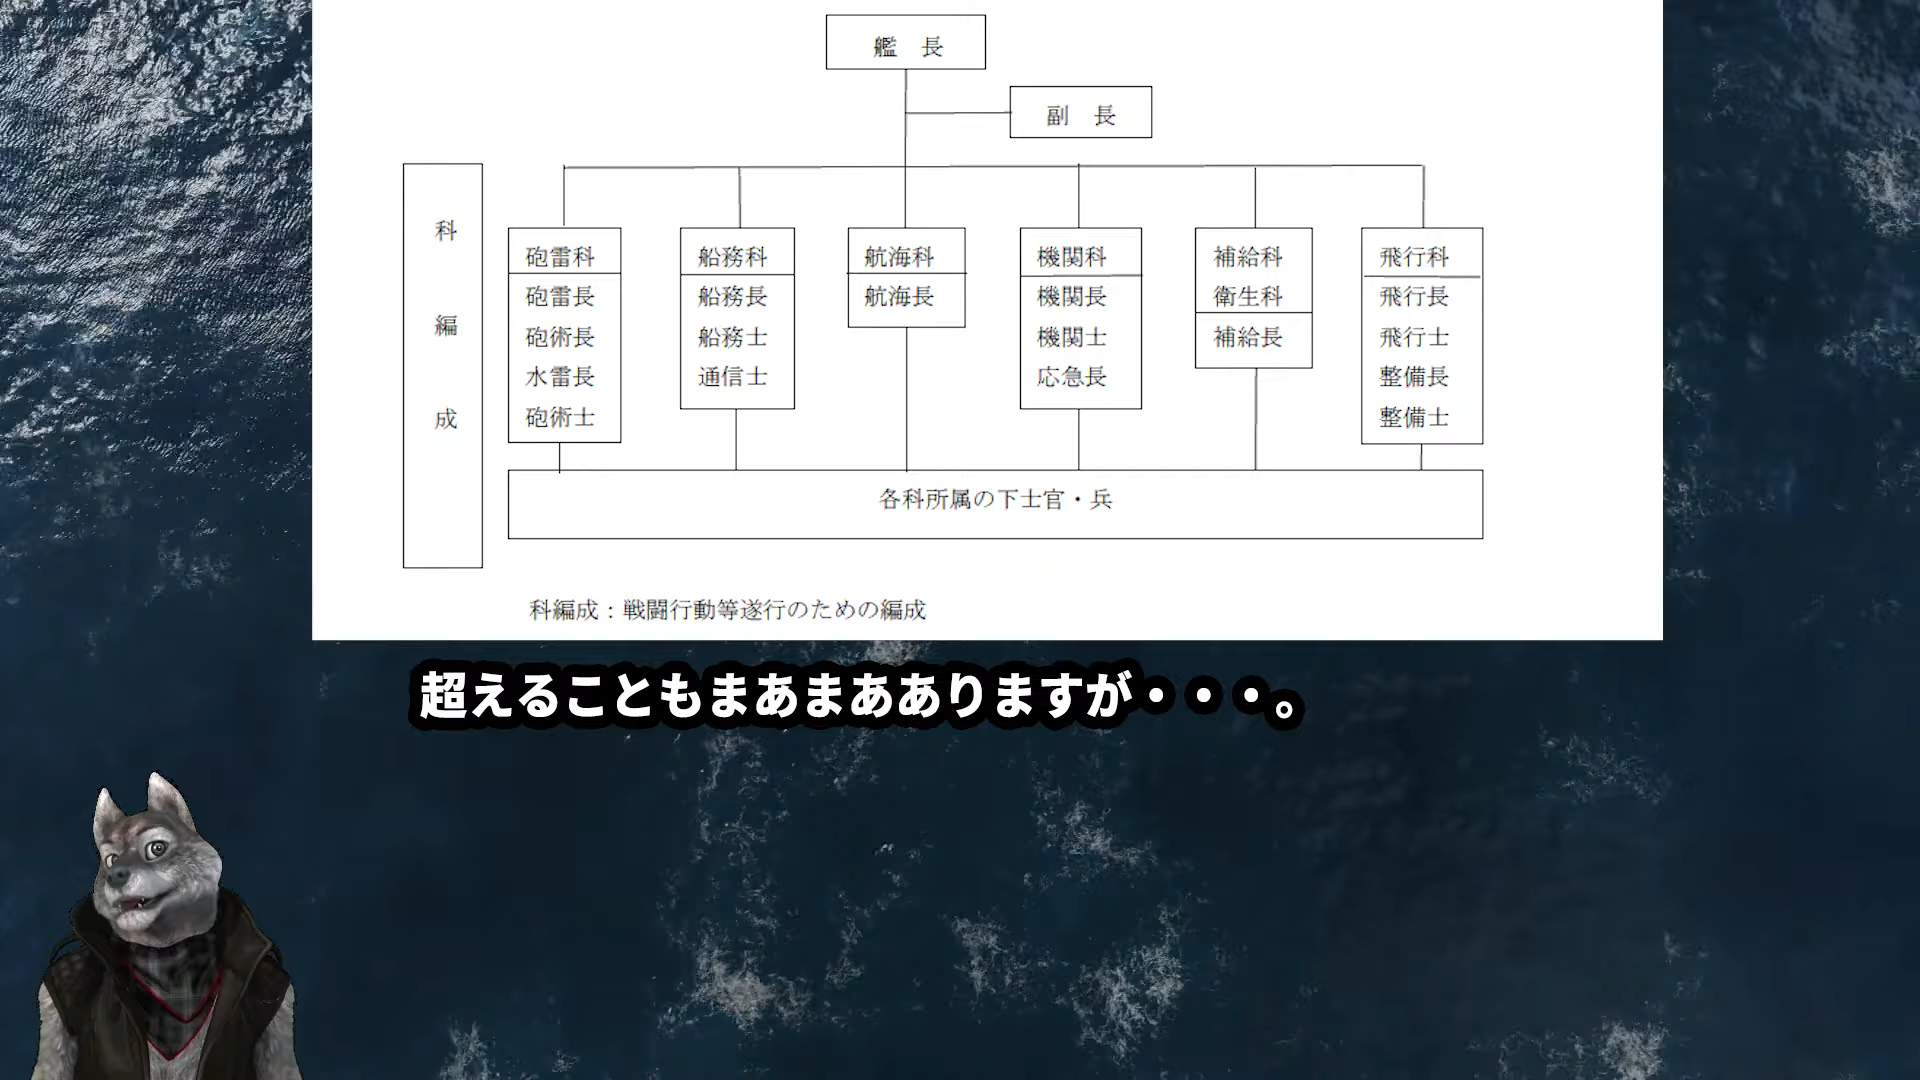 艦　長
副　長
科編成
砲雷科
砲雷長
砲術長
水雷長
砲術士
船務科
船務長
船務士
通信士
航海科
航海長
機関科
機関長
機関士
応急長
補給科
衛生科
補給長
飛行科
飛行長
飛行士
整備長
整備士
各科所属の下士官・兵
科編成：戦闘行動等遂行のための編成
超えることもまあまあありますが・・・。